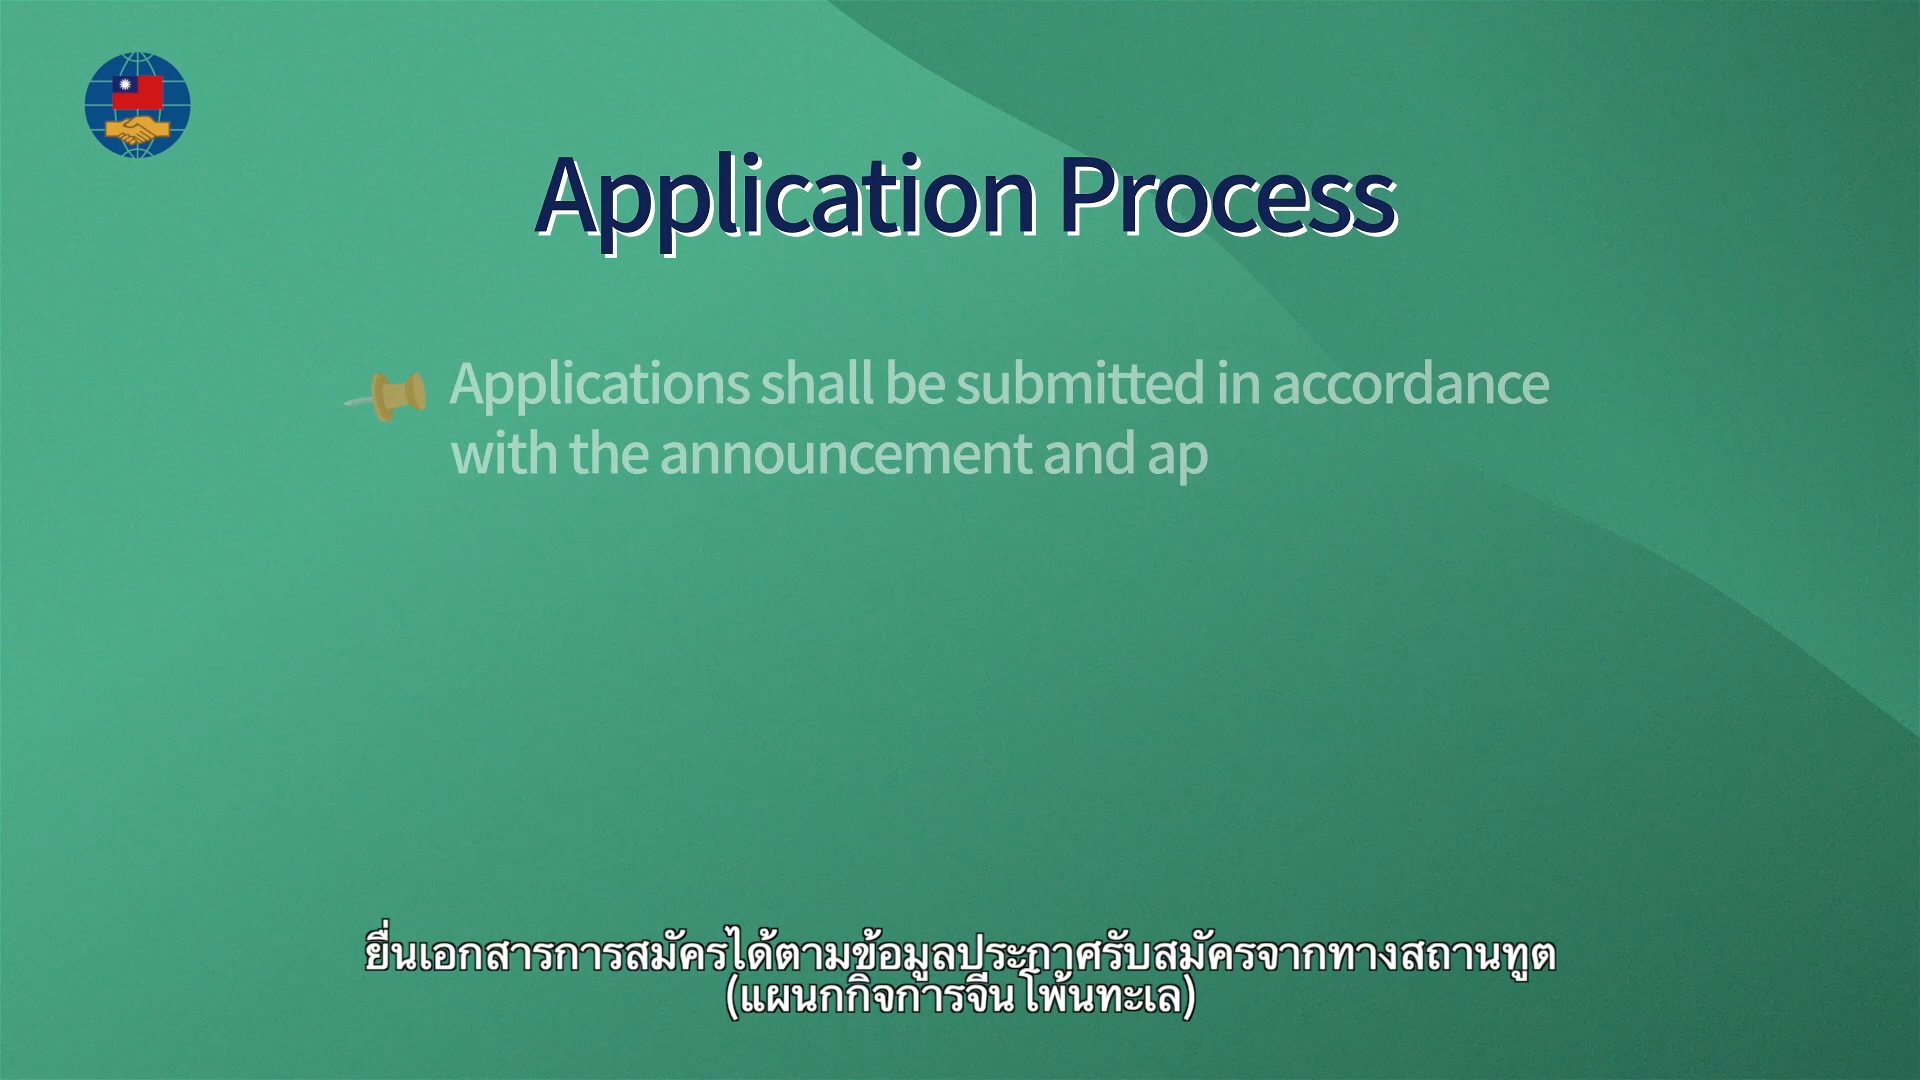 Application Process
Applications shall be submitted in accordance
with the announcement and ap
ยื่นเอกสารการสมัครได้ตามข้อมูลประกาศรับสมัครจากทางสถานทูต
(แผนกกิจการจีนโพ้นทะเล)